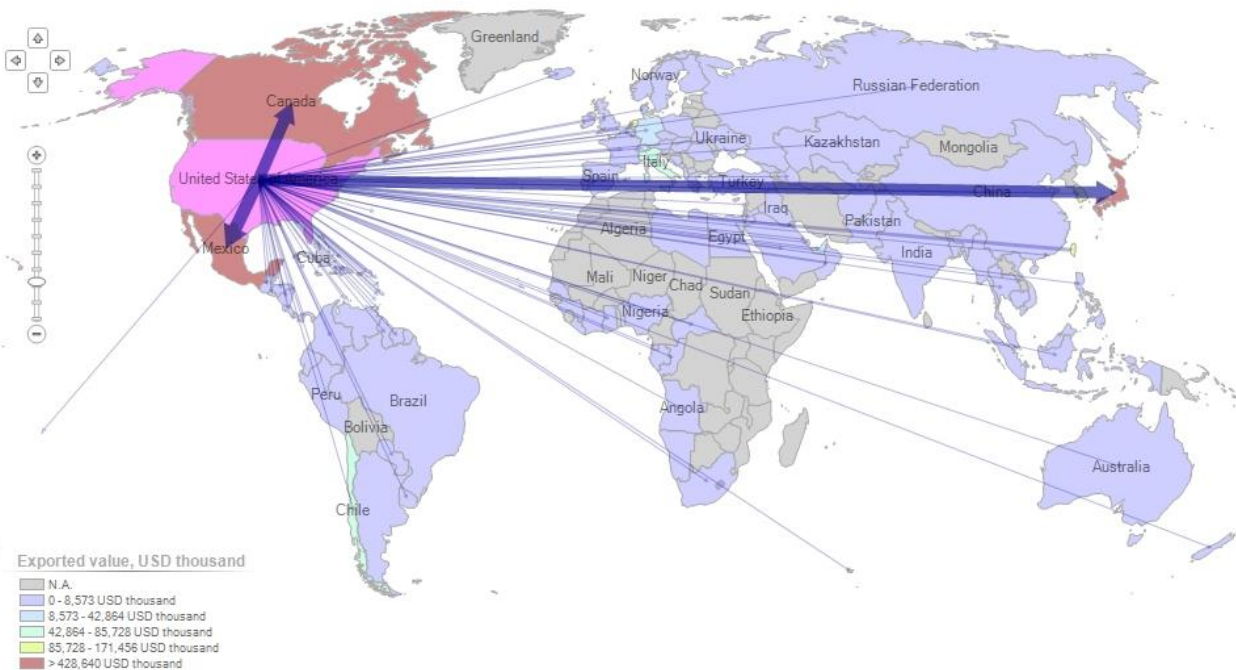 Greenland
Norway
Russian Federation
Canada
Ukraine
Kazakhstan
Mongolia
Italy
United States of America
Spain
Turkey
China
Iraq
Pakistan
Mexico
Algeria
Egypt
India
Cuba
Mali
Niger
Chad
Sudan
Nigeria
Ethiopia
Peru
Brazil
Angola
Bolivia
Australia
Chile
Exported value, USD thousand
N.A.
0 - 8,573 USD thousand
8,573 - 42,864 USD thousand
42,864 - 85,728 USD thousand
85,728 - 171,456 USD thousand
> 428,640 USD thousand